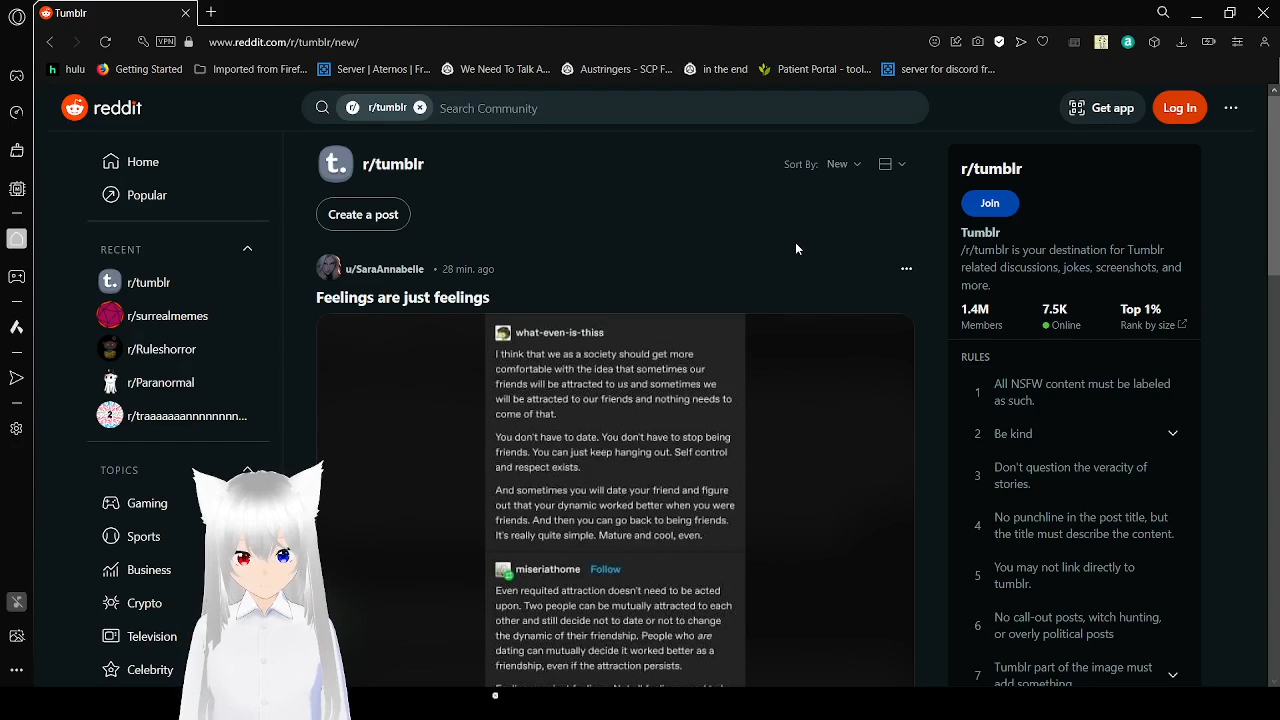 Tumblr
VPN
www.reddit.com/r/tumblr/new/
hulu
Getting Started
Imported from Firef...
Server | Aternos | Fr...
We Need To Talk A...
Austringers - SCP F...
in the end
Patient Portal - tool...
server for discord fr...
reddit
r/
r/tumblr
Search Community
Get app
Log In
Home
Popular
RECENT
r/tumblr
r/surrealmemes
r/Ruleshorror
r/Paranormal
r/traaaaaaannnnnnnn...
TOPICS
Gaming
Sports
Business
Crypto
Television
Celebrity
t.
r/tumblr
Sort By:
New
Create a post
u/SaraAnnabelle
• 28 min. ago
Feelings are just feelings
what-even-is-thiss
I think that we as a society should get more
comfortable with the idea that sometimes our
friends will be attracted to us and sometimes we
will be attracted to our friends and nothing needs to
come of that.
You don't have to date. You don't have to stop being
friends. You can just keep hanging out. Self control
and respect exists.
And sometimes you will date your friend and figure
out that your dynamic worked better when you were
friends. And then you can go back to being friends.
It's really quite simple. Mature and cool, even.
miseriathome
Follow
Even requited attraction doesn't need to be acted
upon. Two people can be mutually attracted to each
other and still decide not to date or not to change
the dynamic of their friendship. People who are
dating can mutually decide it worked better as a
friendship, even if the attraction persists.
r/tumblr
Join
Tumblr
/r/tumblr is your destination for Tumblr
related discussions, jokes, screenshots, and
more.
1.4M
7.5K
Top 1%
Members
Online
Rank by size
RULES
1
All NSFW content must be labeled
as such.
2
Be kind
3
Don't question the veracity of
stories.
4
No punchline in the post title, but
the title must describe the content.
5
You may not link directly to
tumblr.
6
No call-out posts, witch hunting,
or overly political posts
7
Tumblr part of the image must
add something